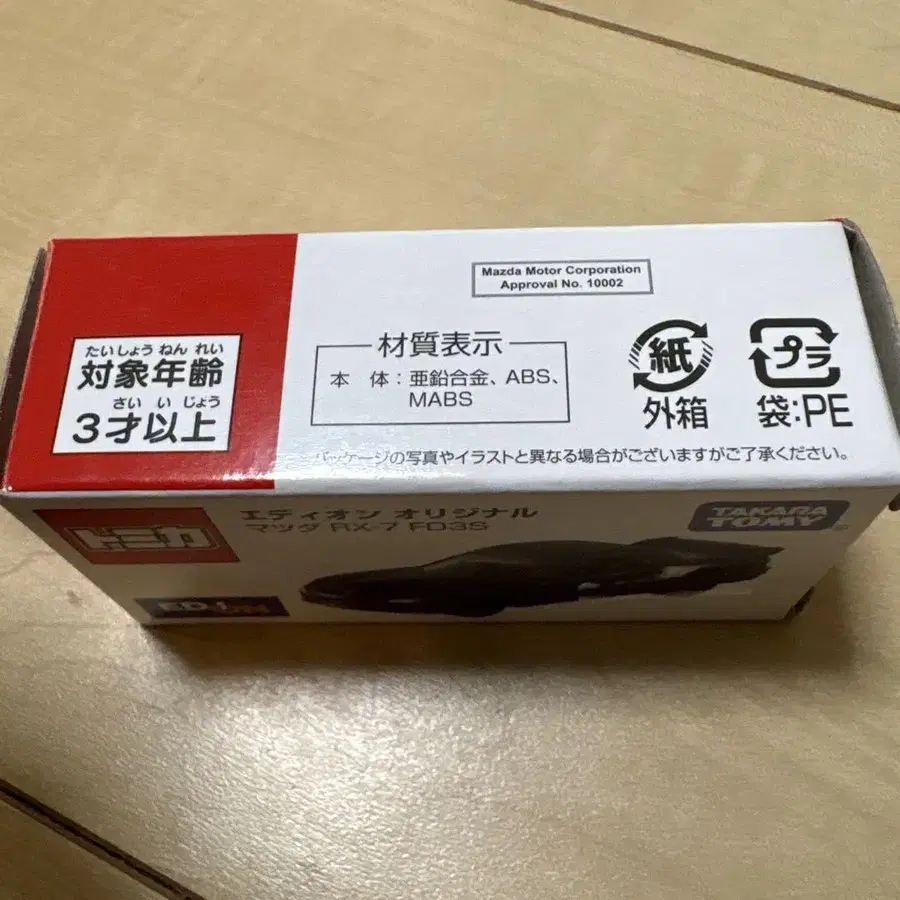 Mazda Motor Corporation
Approval No. 10002
たいしょう ねん れい
対象年齢
さい い じょう
3才以上
材質表示
本 体：亜鉛合金、ABS、
MABS
紙
外箱
プラ
袋:PE
パッケージの写真やイラストと異なる場合がございますがご了承ください。
トミカ
エディオン オリジナル
マツダ RX-7 FD3S
TAKARA
TOMY